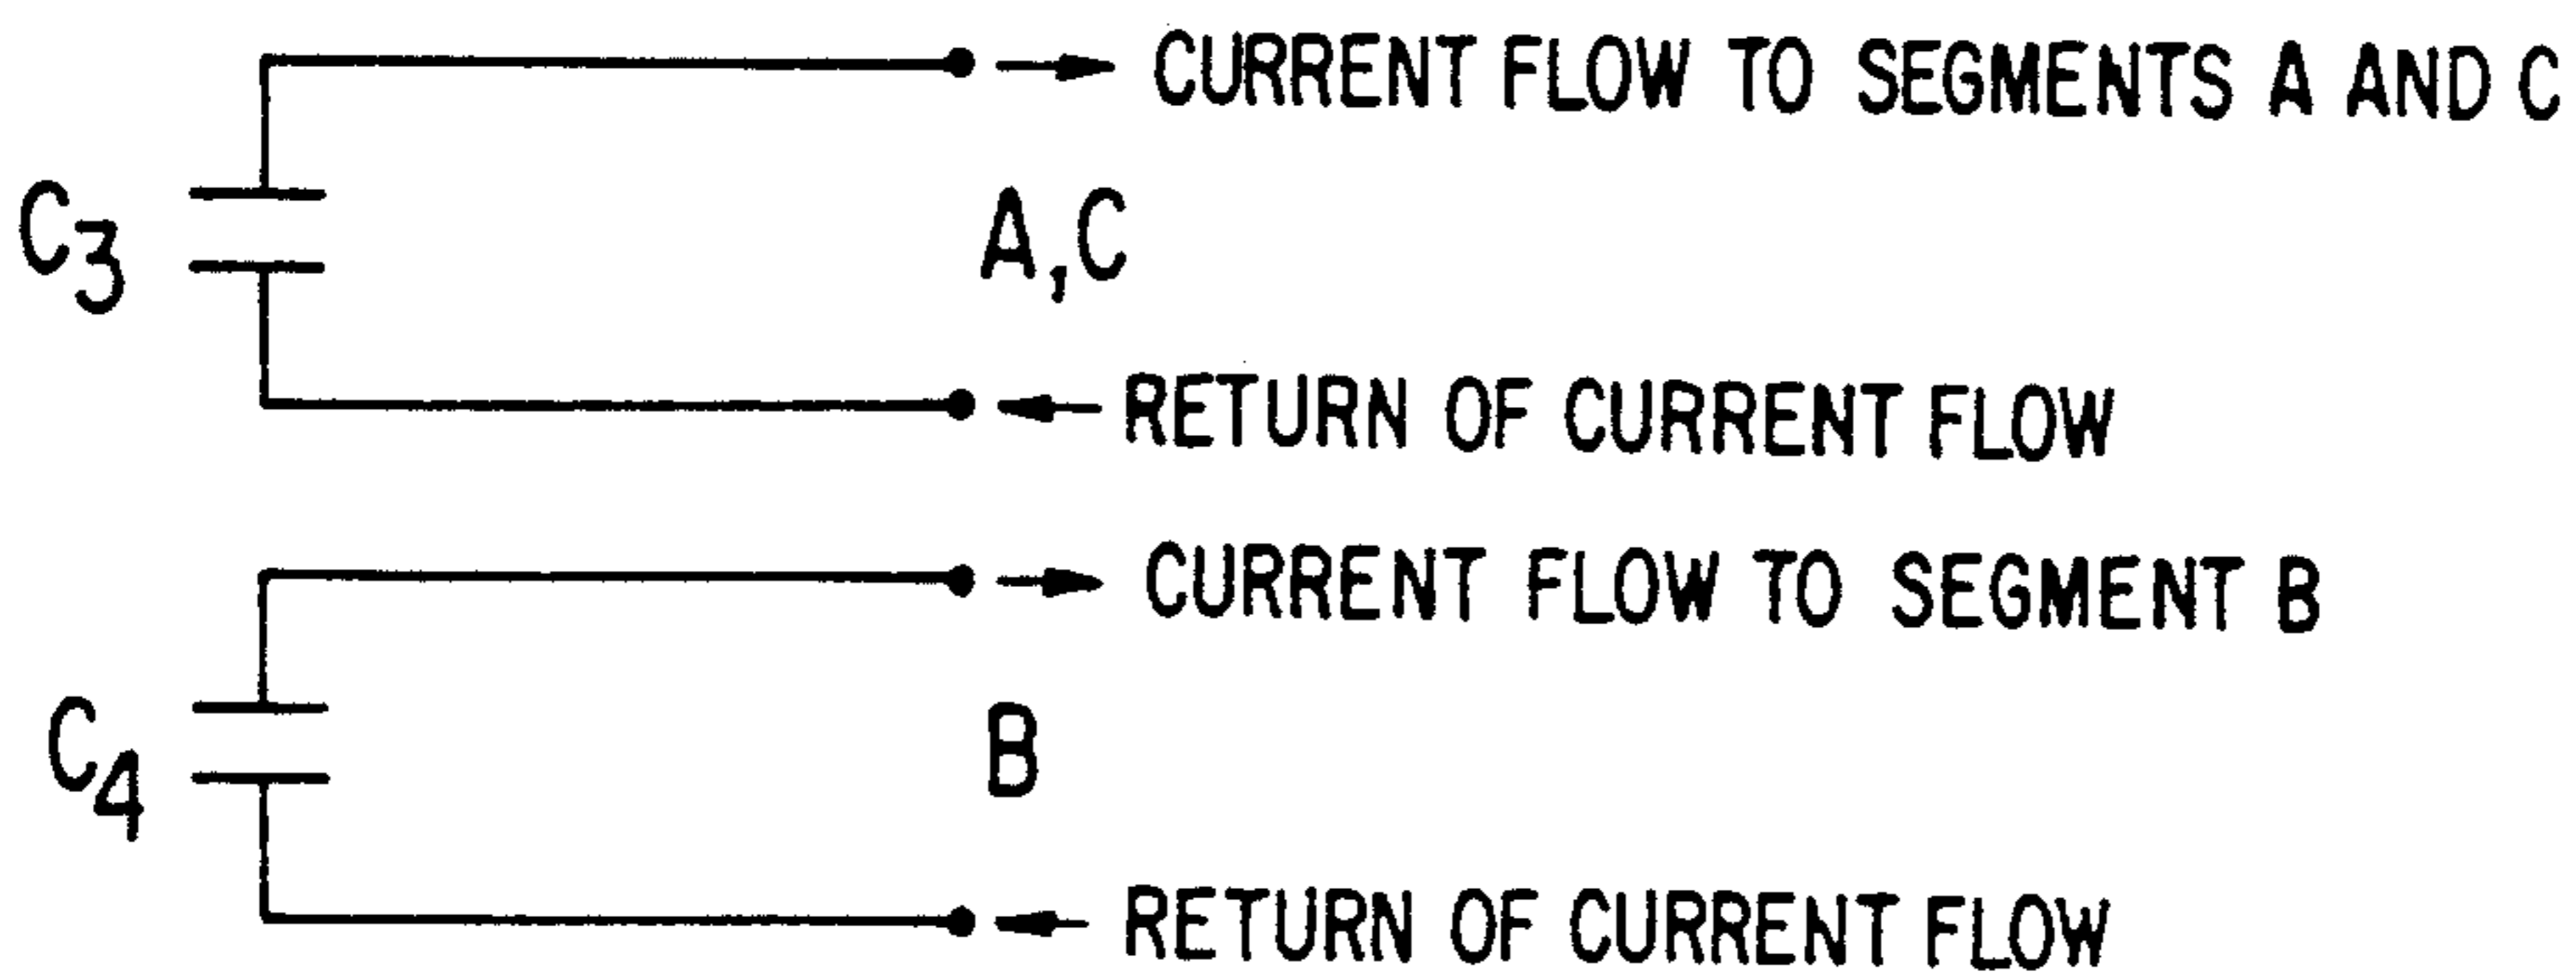 CURRENT FLOW TO SEGMENTS A AND C
C3
A,C
RETURN OF CURRENT FLOW
CURRENT FLOW TO SEGMENT B
C4
B
RETURN OF CURRENT FLOW